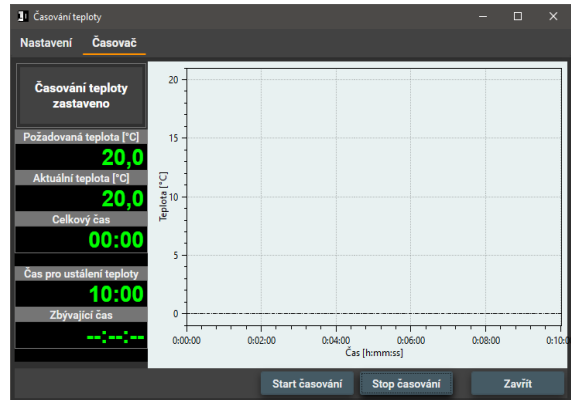 Časování teploty
Nastavení Časovač
Časování teploty
zastaveno
Požadovaná teplota [°C]
20,0
Aktuální teplota [°C]
20,0
Celkový čas
00:00
Čas pro ustálení teploty
10:00
Zbývající čas
--:--:--
20
15
10
5
0
Teplota [°C]
0:00:00 0:02:00 0:04:00 0:06:00 0:08:00 0:10:0
Čas [h:mm:ss]
Start časování Stop časování Zavřít